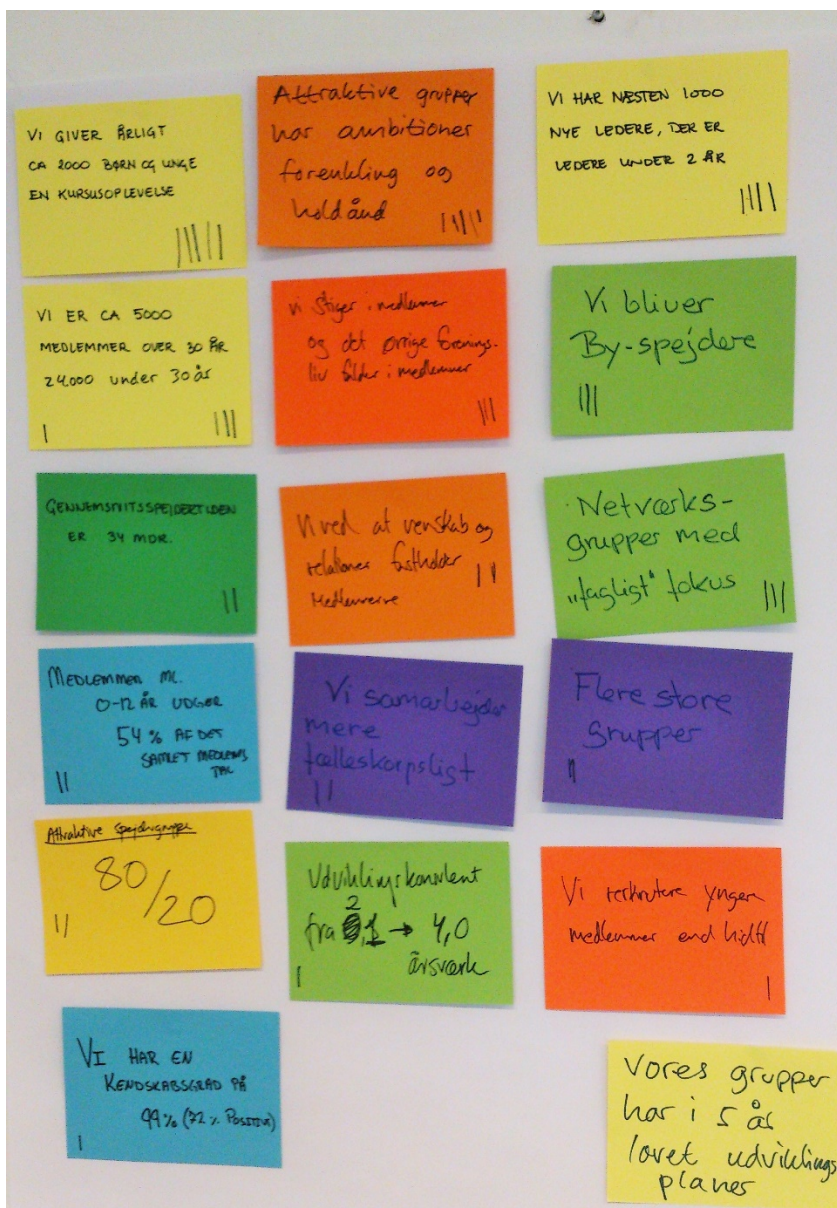 VI GIVER ÅRLIGT
CA 2000 BØRN OG UNGE
EN KURSUSOPLEVELSE
Attraktive grupper
har ambitioner
forenkling og
holdånd
VI HAR NÆSTEN 1000
NYE LEDERE, DER ER
LEDERE UNDER 2 ÅR
VI ER CA 5000
MEDLEMMER OVER 30 ÅR
24.000 under 30 år
Vi stiger i medlemmer
og det øvrige forenings-
liv falder i medlemmer
Vi bliver
By-spejdere
GENNEMSNITSSPEJDERTIDEN
ER 34 MDR.
Vi ved at venskab og
relationer fastholder
medlemmerne
Netværks-
grupper med
"fagligt" fokus
MEDLEMMER ML.
0-12 ÅR UDGØR
54 % AF DET
SAMLET MEDLEMS
TAL
Vi samarbejder
mere
fælleskorpsligt
Flere store
grupper
Attraktive spejdergruppe
80/20
Udviklingskonsulent
fra 2,1 → 4,0
årsværk
Vi rerkrutere yngere
medlemmer end hidtil
VI HAR EN
KENDSKABSGRAD PÅ
99% (72% POSITIV)
Vores grupper
har i 5 år
lavet udviklings
planer